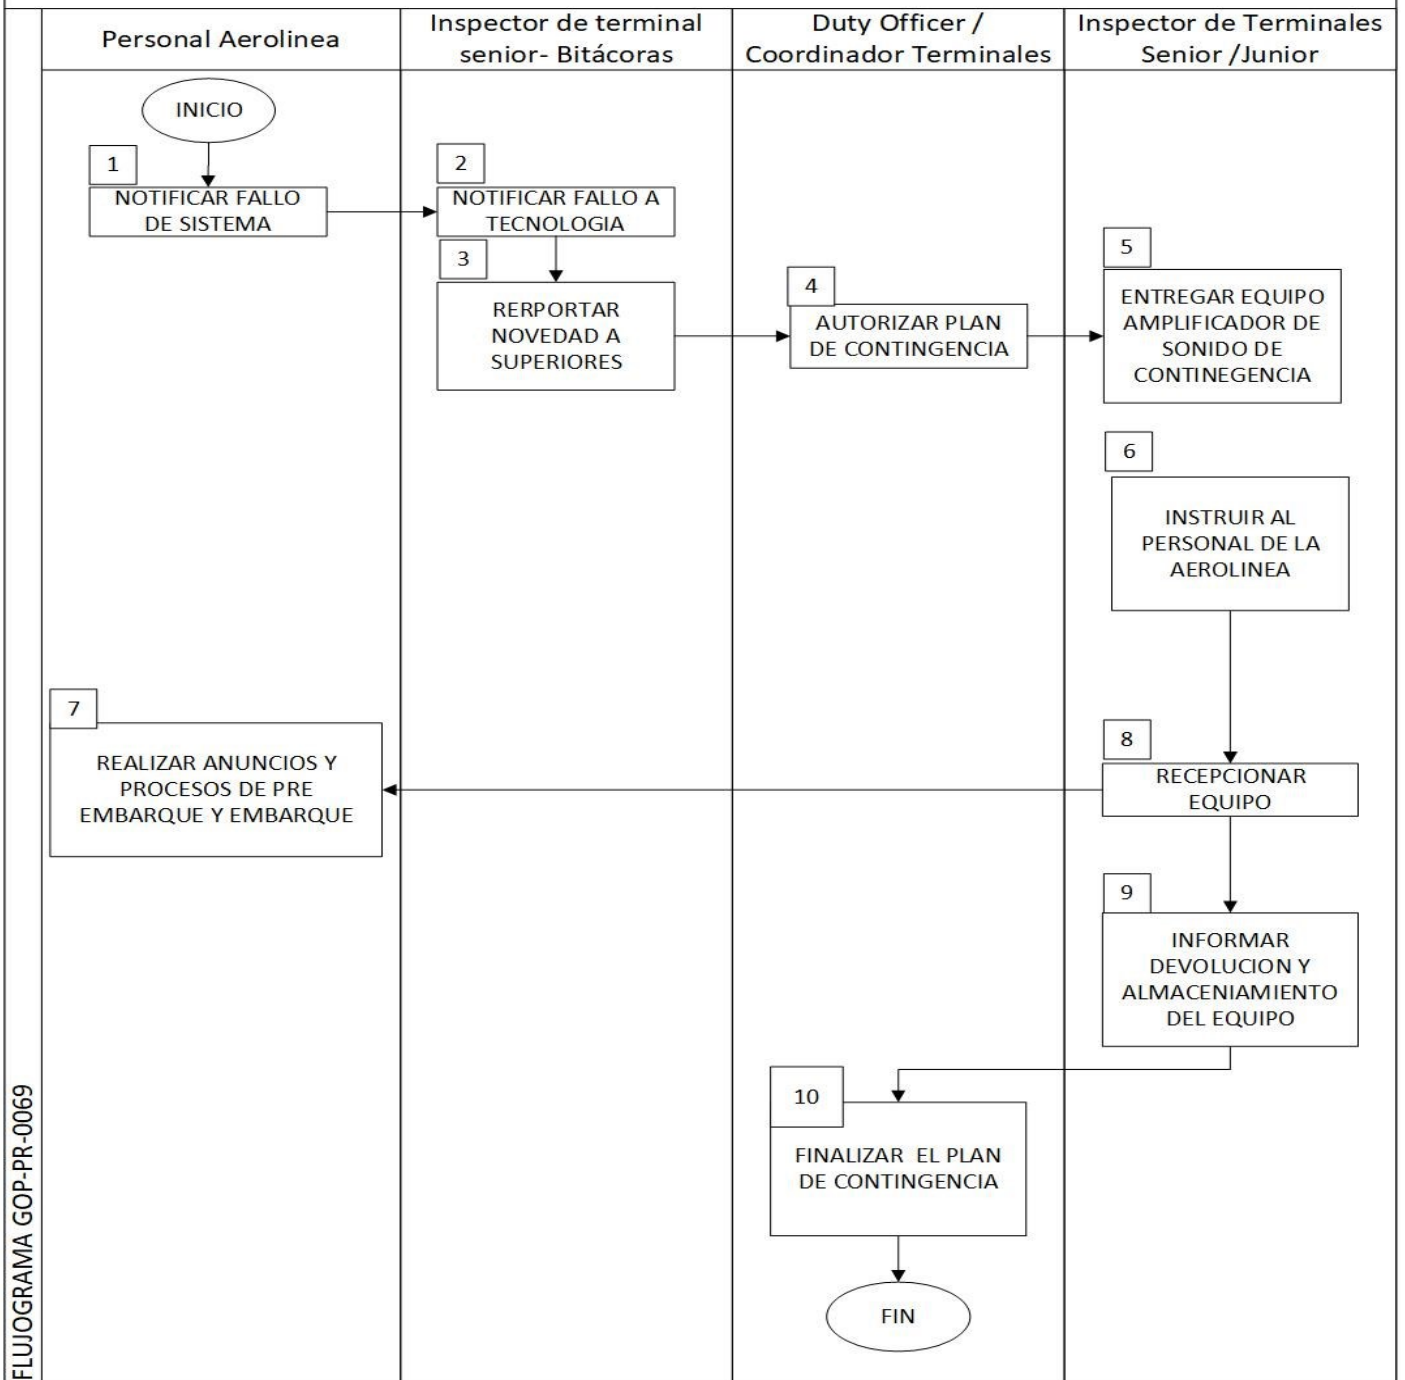 Personal Aerolinea
Inspector de terminal
senior- Bitácoras
Duty Officer /
Coordinador Terminales
Inspector de Terminales
Senior /Junior
INICIO
1
NOTIFICAR FALLO
DE SISTEMA
2
NOTIFICAR FALLO A
TECNOLOGIA
3
RERPORTAR
NOVEDAD A
SUPERIORES
4
AUTORIZAR PLAN
DE CONTINGENCIA
5
ENTREGAR EQUIPO
AMPLIFICADOR DE
SONIDO DE
CONTINEGENCIA
6
INSTRUIR AL
PERSONAL DE LA
AEROLINEA
7
REALIZAR ANUNCIOS Y
PROCESOS DE PRE
EMBARQUE Y EMBARQUE
8
RECEPCIONAR
EQUIPO
9
INFORMAR
DEVOLUCION Y
ALMACENIAMIENTO
DEL EQUIPO
10
FINALIZAR EL PLAN
DE CONTINGENCIA
FIN
FLUJOGRAMA GOP-PR-0069